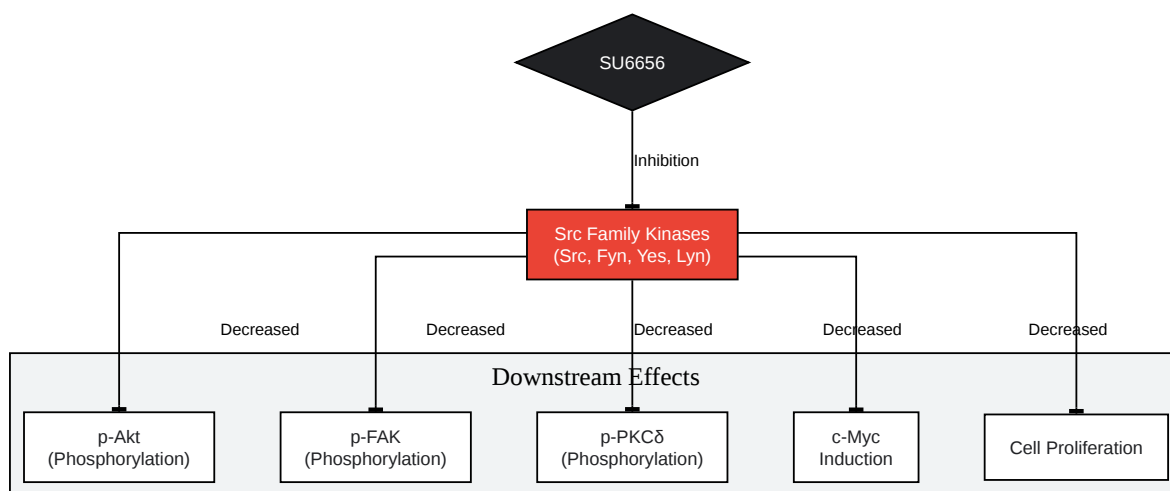 SU6656
Inhibition
Src Family Kinases
(Src, Fyn, Yes, Lyn)
Decreased
Decreased
Decreased
Decreased
Decreased
Downstream Effects
p-Akt
(Phosphorylation)
p-FAK
(Phosphorylation)
p-PKCδ
(Phosphorylation)
c-Myc
Induction
Cell Proliferation